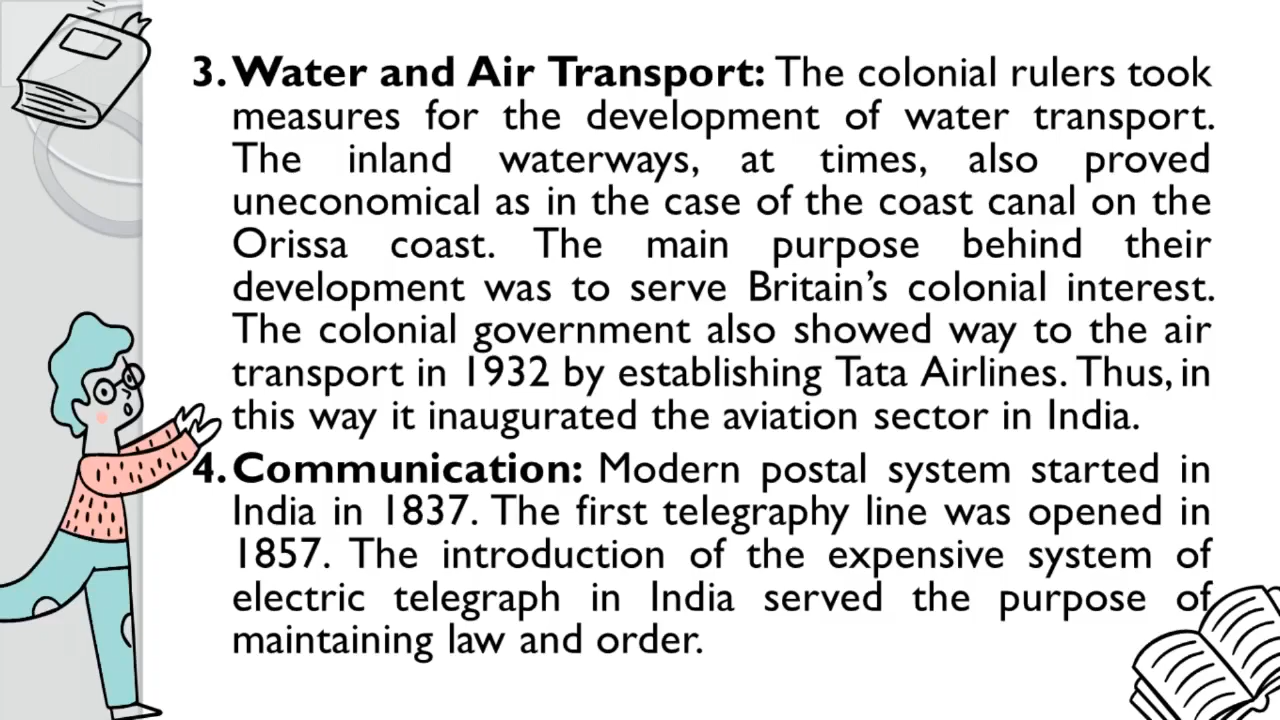 3. Water and Air Transport: The colonial rulers took
measures for the development of water transport.
The inland waterways, at times, also proved
uneconomical as in the case of the coast canal on the
Orissa coast. The main purpose behind their
development was to serve Britain’s colonial interest.
The colonial government also showed way to the air
transport in 1932 by establishing Tata Airlines. Thus, in
this way it inaugurated the aviation sector in India.
4. Communication: Modern postal system started in
India in 1837. The first telegraphy line was opened in
1857. The introduction of the expensive system of
electric telegraph in India served the purpose of
maintaining law and order.